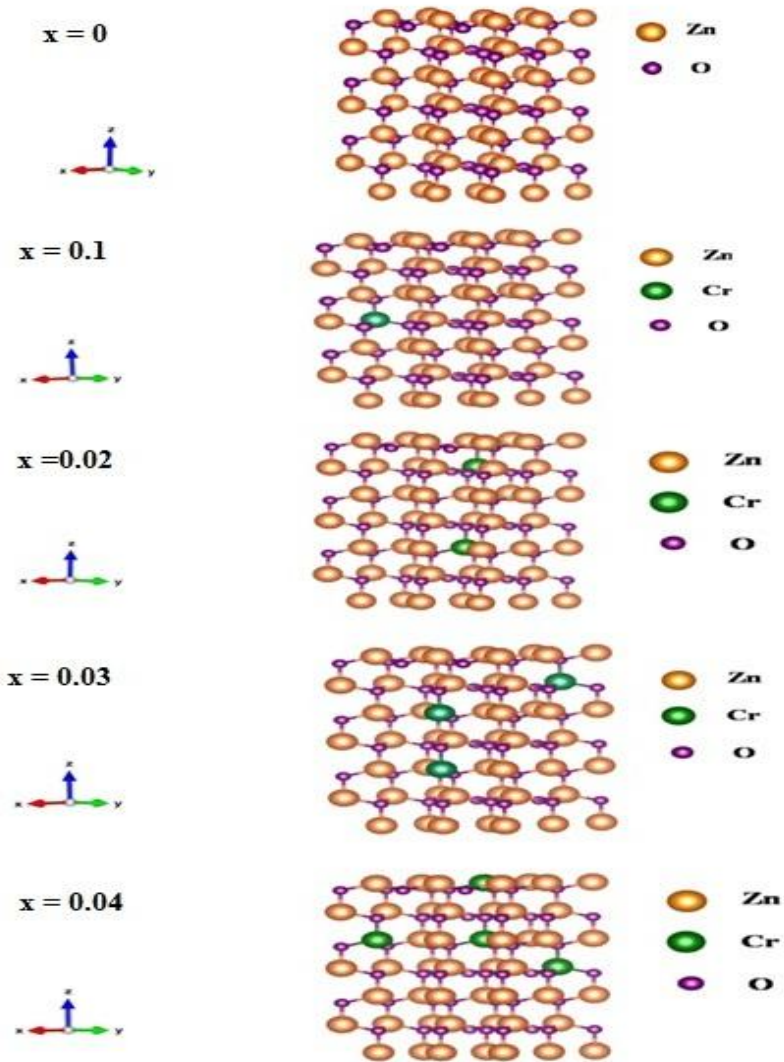 x = 0
Zn
O
z
x y
x = 0.1
Zn
Cr
O
z
x y
x =0.02
Zn
Cr
O
z
x y
x = 0.03
Zn
Cr
O
z
x y
x = 0.04
Zn
Cr
O
z
x y